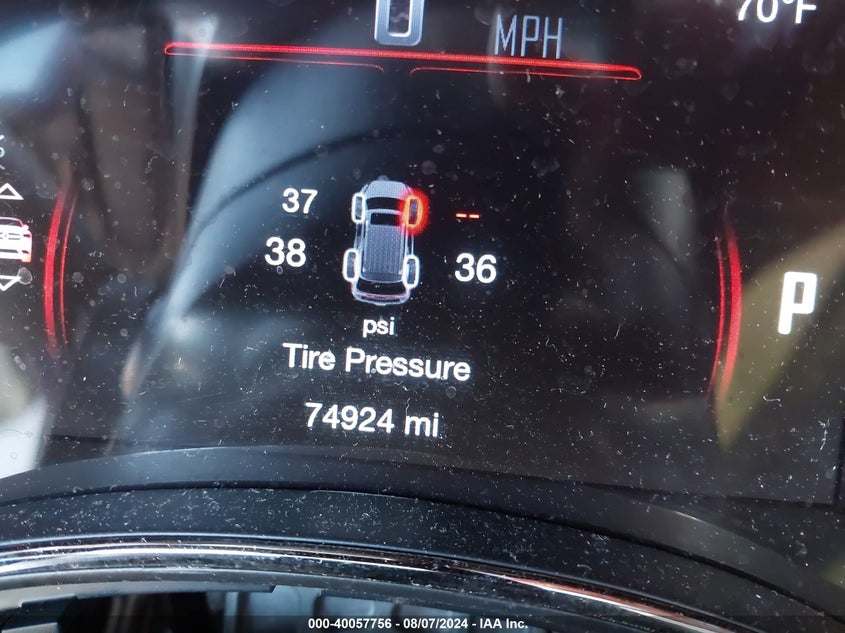 0 MPH 70°F
37 --
38 36
psi
Tire Pressure
P
74924 mi
000-40057756 - 08/07/2024 - IAA Inc.